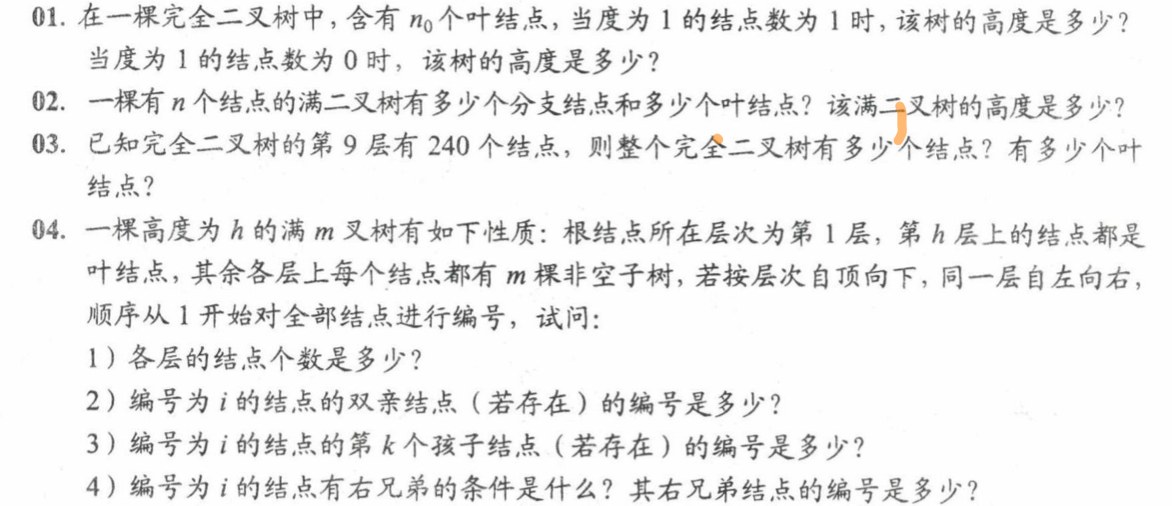 01. 在一棵完全二叉树中，含有 n₀个叶结点，当度为 1 的结点数为 1 时，该树的高度是多少？
当度为 1 的结点数为 0 时，该树的高度是多少？
02. 一棵有 n 个结点的满二叉树有多少个分支结点和多少个叶结点？该满二叉树的高度是多少？
03. 已知完全二叉树的第 9 层有 240 个结点，则整个完全二叉树有多少个结点？有多少个叶
结点？
04. 一棵高度为 h 的满 m 叉树有如下性质：根结点所在层次为第 1 层，第 h 层上的结点都是
叶结点，其余各层上每个结点都有 m 棵非空子树，若按层次自顶向下，同一层自左向右，
顺序从 1 开始对全部结点进行编号，试问：
1）各层的结点个数是多少？
2）编号为 i 的结点的双亲结点（若存在）的编号是多少？
3）编号为 i 的结点的第 k 个孩子结点（若存在）的编号是多少？
4）编号为 i 的结点有右兄弟的条件是什么？其右兄弟结点的编号是多少？